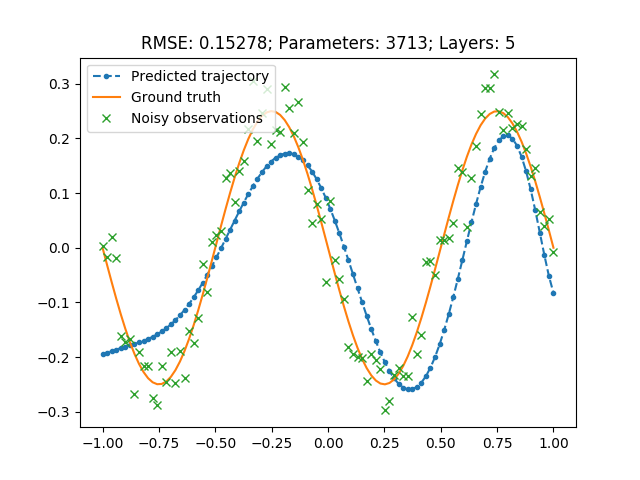 RMSE: 0.15278; Parameters: 3713; Layers: 5
Predicted trajectory
Ground truth
Noisy observations
0.3
0.2
0.1
0.0
−0.1
−0.2
−0.3
−1.00 −0.75 −0.50 −0.25 0.00 0.25 0.50 0.75 1.00